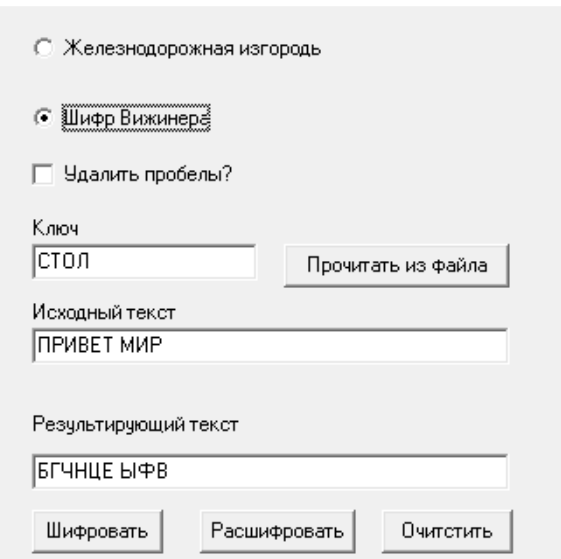 Железнодорожная изгородь
Шифр Вижинера
Удалить пробелы?
Ключ
СТОЛ Прочитать из файла
Исходный текст
ПРИВЕТ МИР
Результирующий текст
БГЧНЦЕ ЫФВ
Шифровать Расшифровать Очитстить